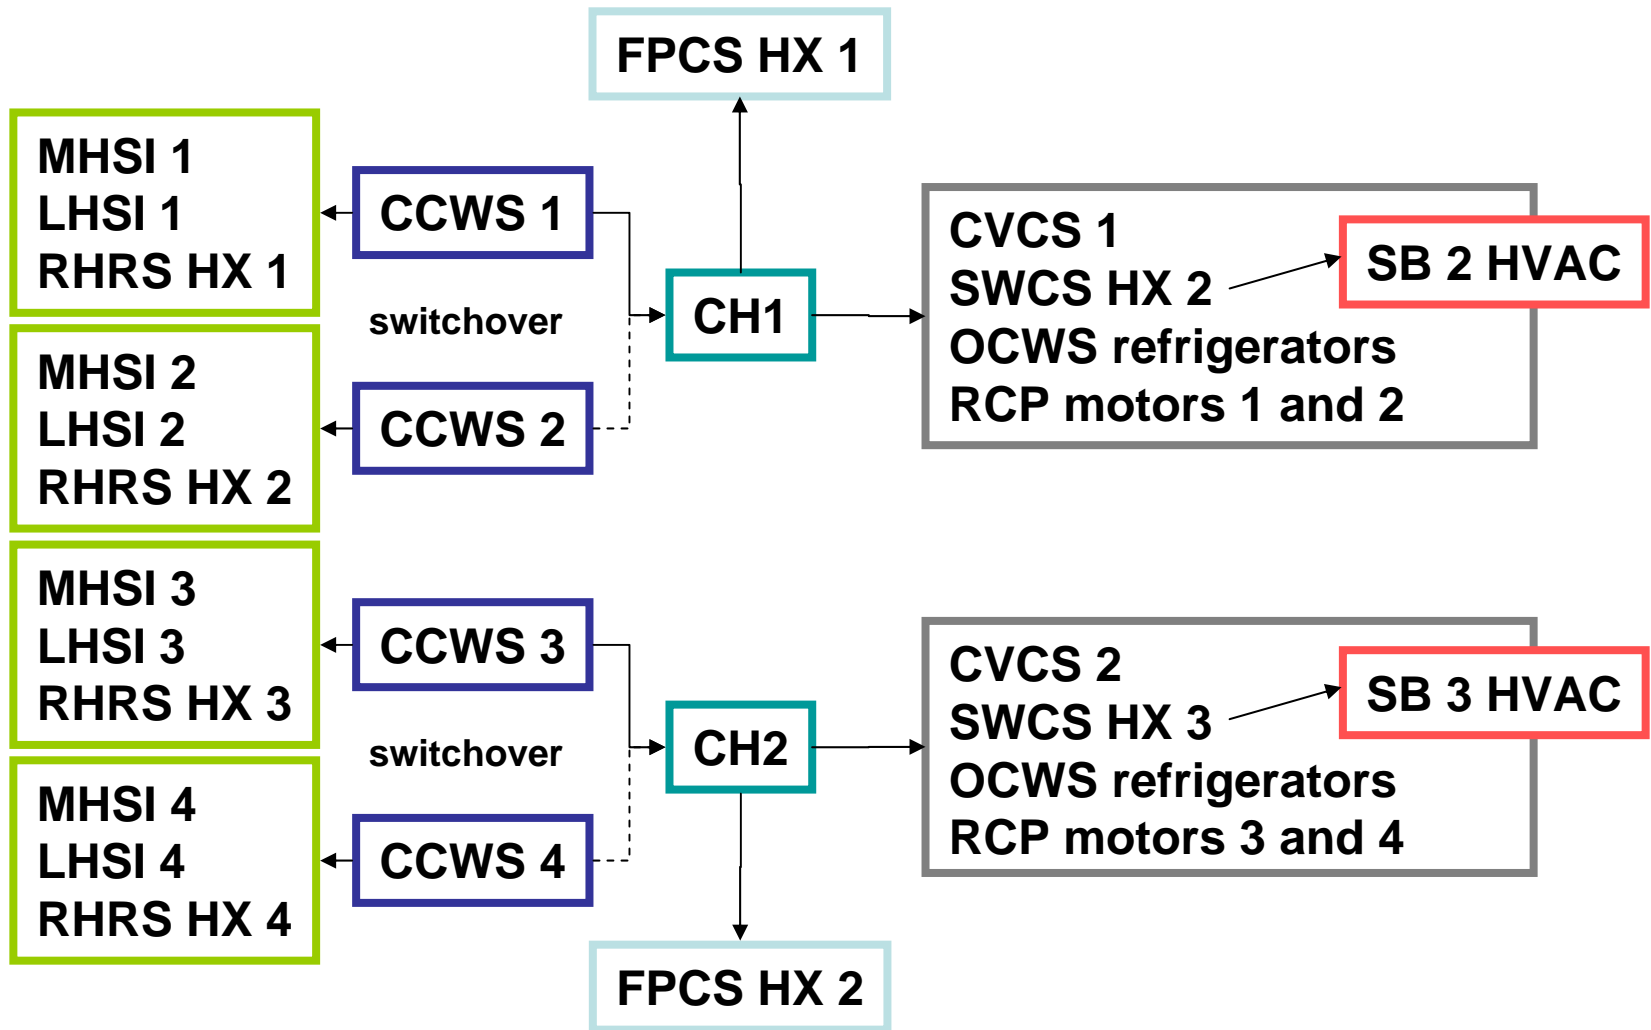 FPCS HX 1
MHSI 1
LHSI 1
RHRS HX 1
CCWS 1
switchover
CH1
CVCS 1
SWCS HX 2
OCWS refrigerators
RCP motors 1 and 2
SB 2 HVAC
MHSI 2
LHSI 2
RHRS HX 2
CCWS 2
MHSI 3
LHSI 3
RHRS HX 3
CCWS 3
switchover
CH2
CVCS 2
SWCS HX 3
OCWS refrigerators
RCP motors 3 and 4
SB 3 HVAC
MHSI 4
LHSI 4
RHRS HX 4
CCWS 4
FPCS HX 2